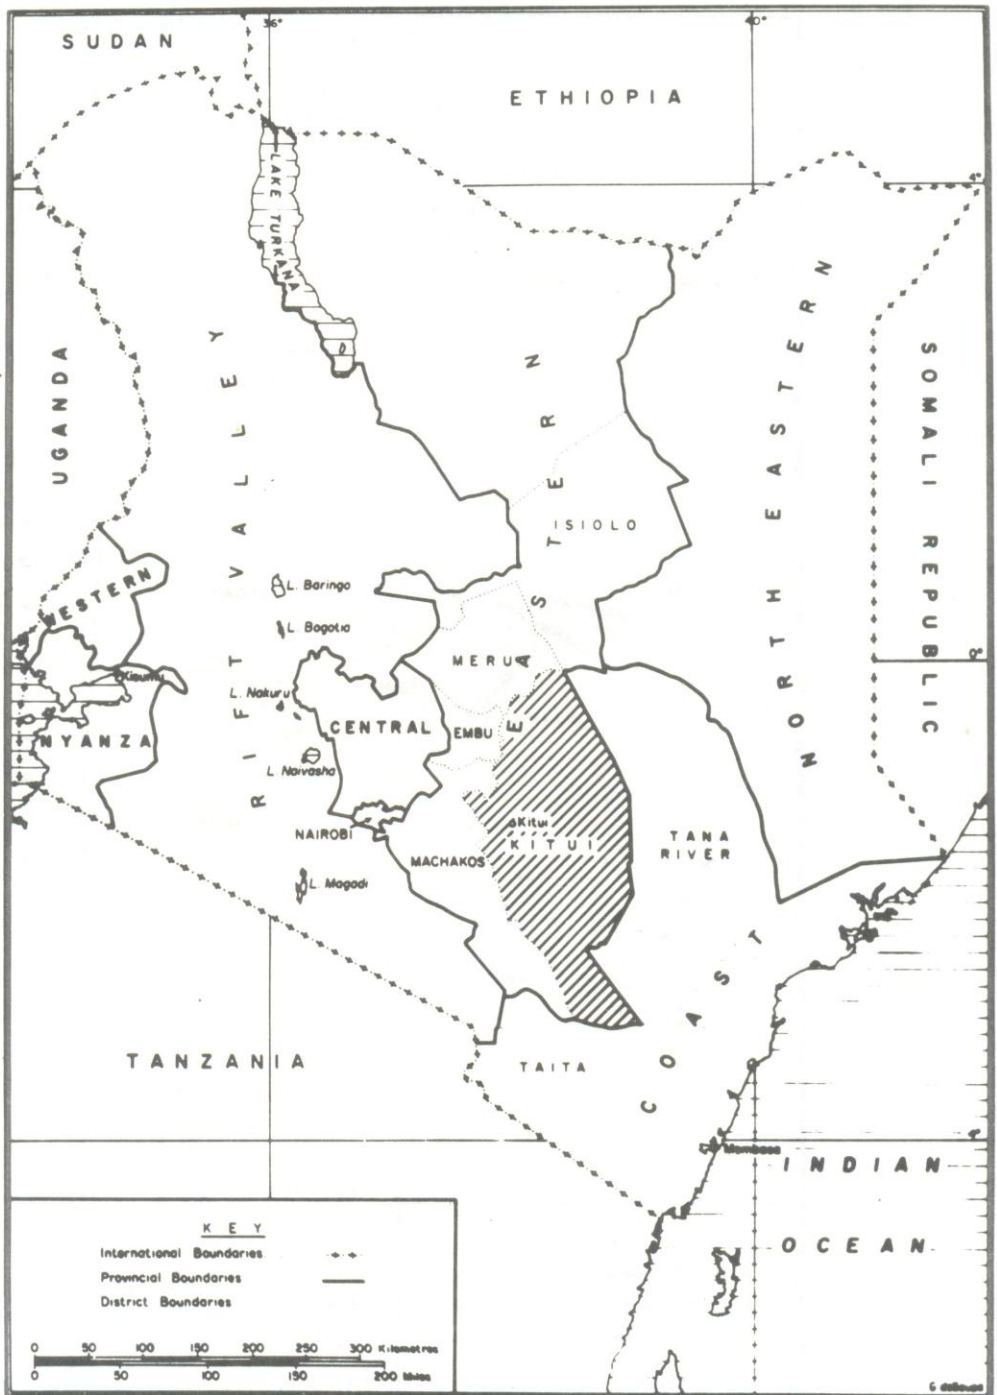 36°
40°
SUDAN
ETHIOPIA
4°
LAKE TURKANA
UGANDA
RIFT VALLEY
EASTERN
NORTH EASTERN
SOMALI REPUBLIC
ISIOLO
WESTERN
L. Baringo
L. Bogotia
0°
MERU
Kisumu
L. Nakuru
CENTRAL
EMBU
NYANZA
L. Naivasha
Kitui
KITUI
NAIROBI
MACHAKOS
TANA
RIVER
L. Magadi
COAST
TANZANIA
TAITA
4°
Mombasa
INDIAN
OCEAN
KEY
International Boundaries
Provincial Boundaries
District Boundaries
0 50 100 150 200 250 300 Kilometres
0 50 100 150 200 Miles